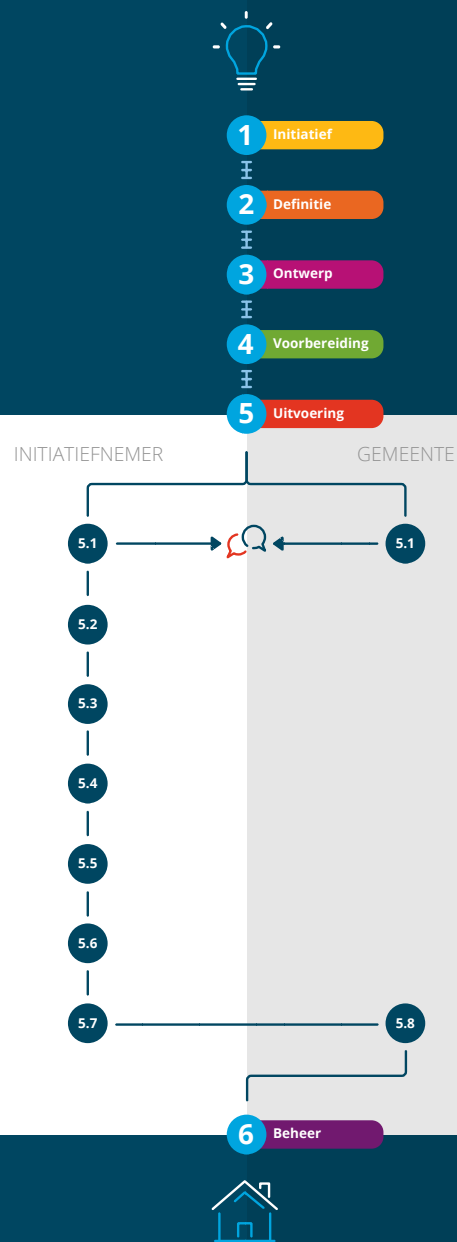 1 Initiatief
2 Definitie
3 Ontwerp
4 Voorbereiding
5 Uitvoering
INITIATIEFNEMER GEMEENTE
5.1 5.1
5.2
5.3
5.4
5.5
5.6
5.7 5.8
6 Beheer